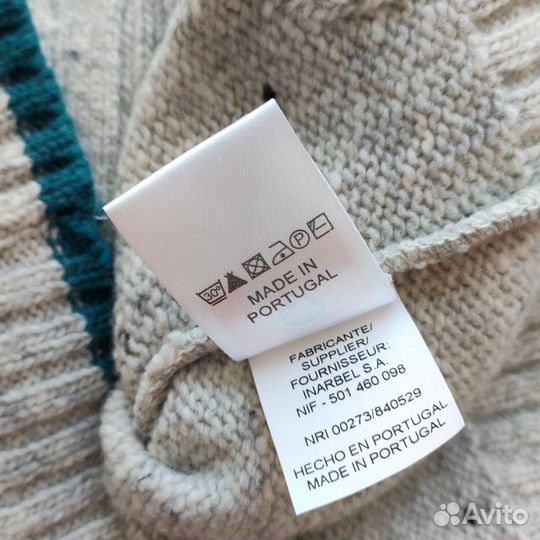 30°
P
MADE IN
PORTUGAL
FABRICANTE/
SUPPLIER/
FOURNISSEUR:
INARBEL S.A.
NIF - 501 460 098
NRI 00273/840529
HECHO EN PORTUGAL
MADE IN PORTUGAL
Avito